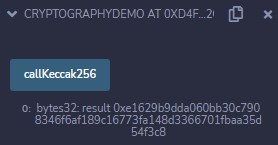 CRYPTOGRAPHYDEMO AT 0XD4F...2(
callKeccak256
0: bytes32: result 0xe1629b9dda060bb30c790
8346f6af189c16773fa148d3366701fbaa35d
54f3c8